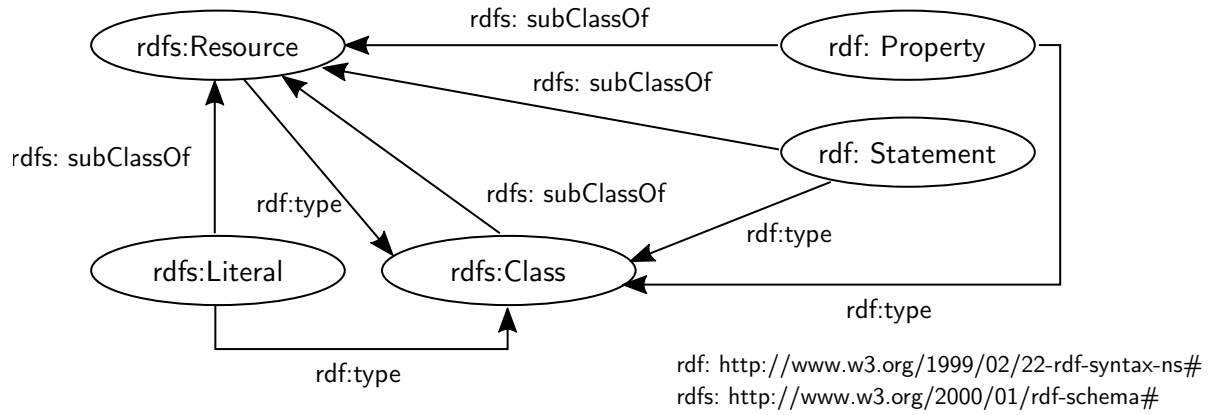 rdfs: subClassOf
rdfs:Resource
rdf: Property
rdfs: subClassOf
rdf: Statement
rdfs: subClassOf
rdfs: subClassOf
rdf:type
rdf:type
rdfs:Literal
rdfs:Class
rdf:type
rdf:type
rdf: http://www.w3.org/1999/02/22-rdf-syntax-ns#
rdfs: http://www.w3.org/2000/01/rdf-schema#